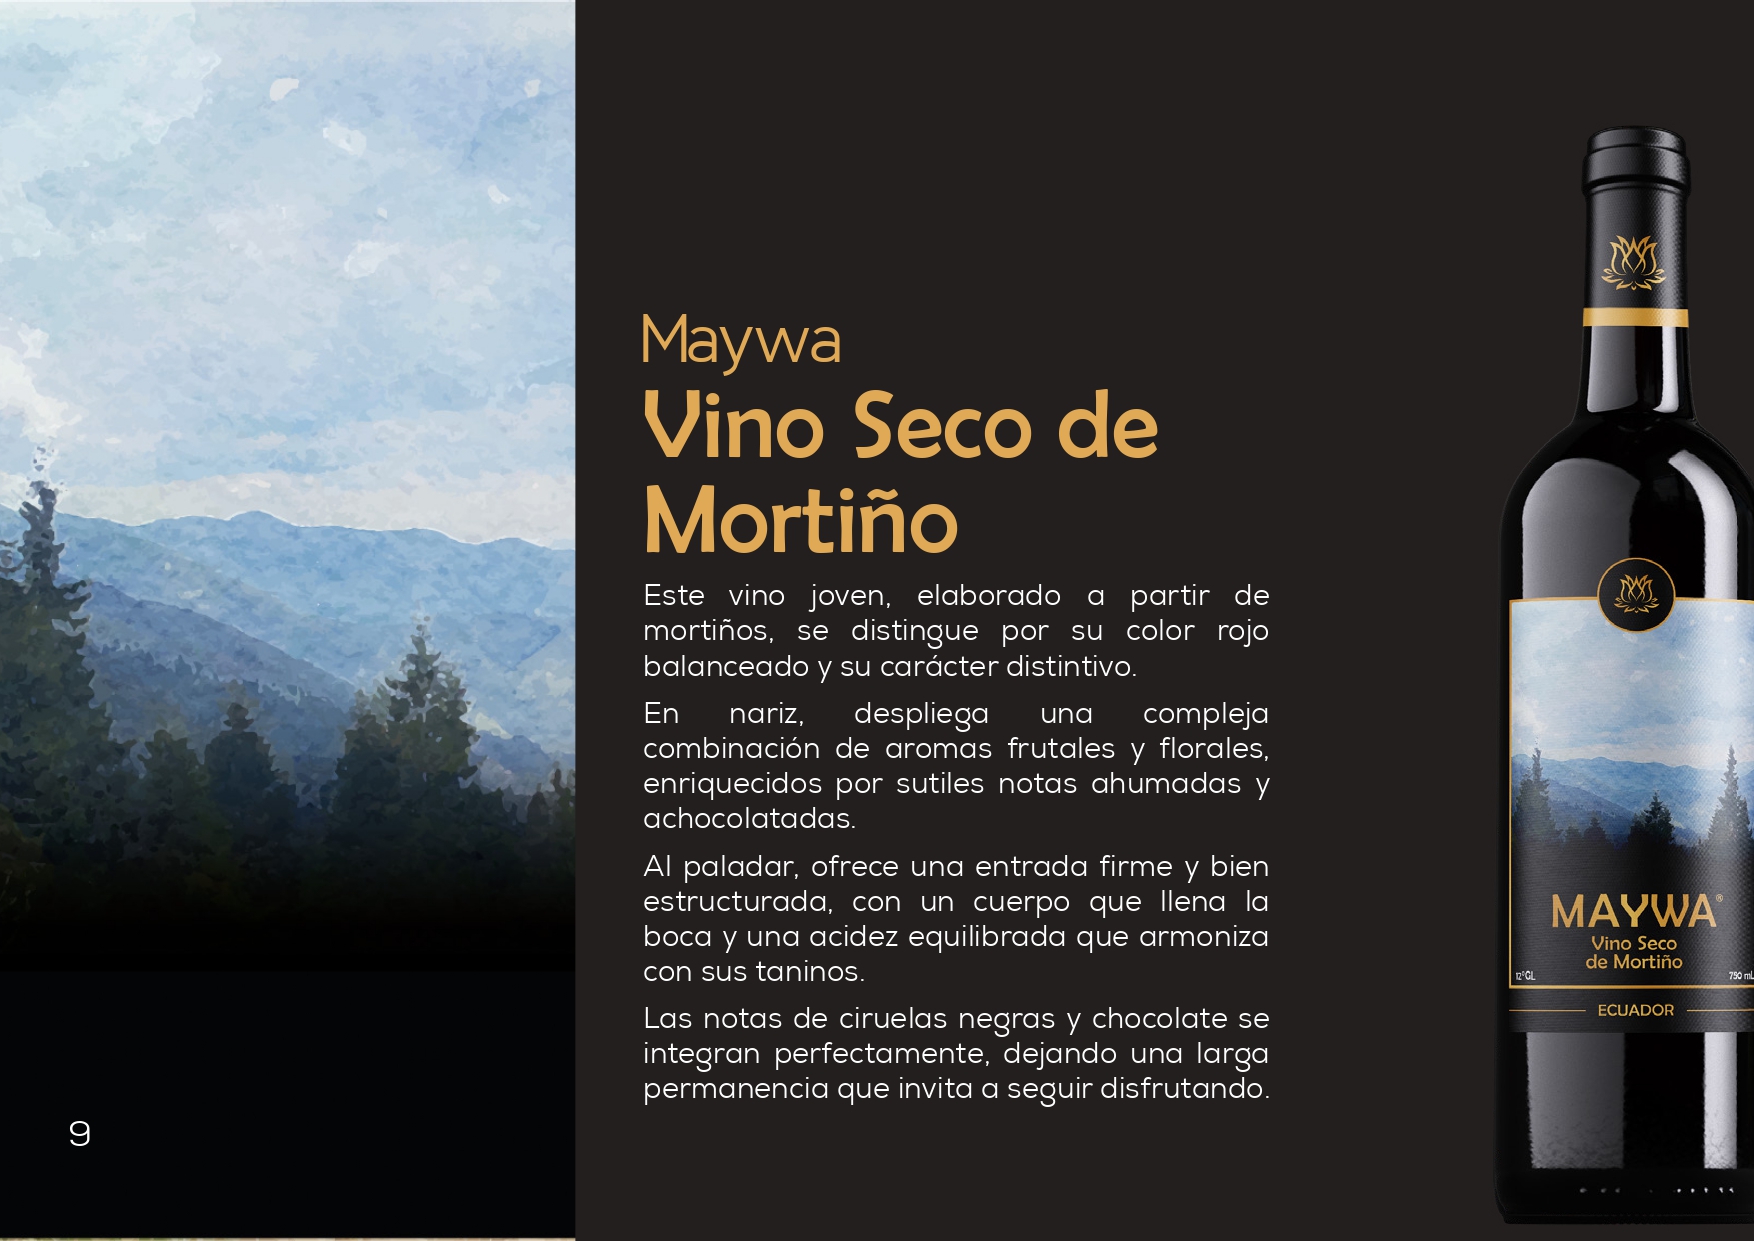 Maywa
Vino Seco de
Mortiño
Este vino joven, elaborado a partir de
mortiños, se distingue por su color rojo
balanceado y su carácter distintivo.
En nariz, despliega una compleja
combinación de aromas frutales y florales,
enriquecidos por sutiles notas ahumadas y
achocolatadas.
Al paladar, ofrece una entrada firme y bien
estructurada, con un cuerpo que llena la
boca y una acidez equilibrada que armoniza
con sus taninos.
Las notas de ciruelas negras y chocolate se
integran perfectamente, dejando una larga
permanencia que invita a seguir disfrutando.
9
MAYWA®
Vino Seco
de Mortiño
12°GL 750 mL
ECUADOR